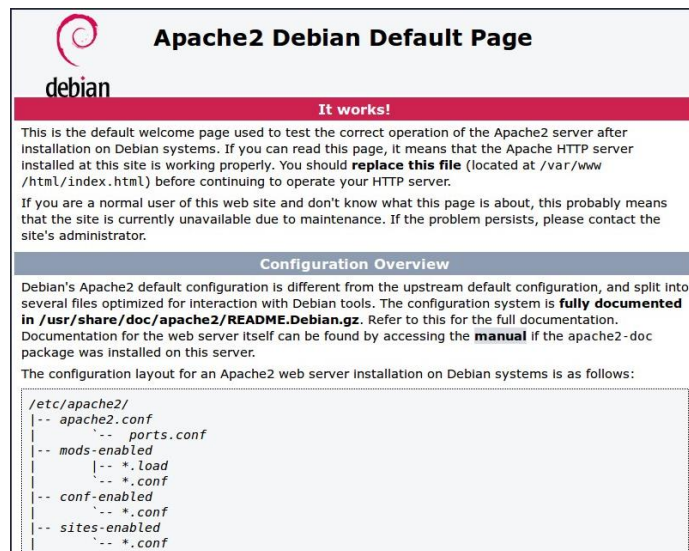 Apache2 Debian Default Page
debian
It works!
This is the default welcome page used to test the correct operation of the Apache2 server after
installation on Debian systems. If you can read this page, it means that the Apache HTTP server
installed at this site is working properly. You should replace this file (located at /var/www
/html/index.html) before continuing to operate your HTTP server.
If you are a normal user of this web site and don't know what this page is about, this probably means
that the site is currently unavailable due to maintenance. If the problem persists, please contact the
site's administrator.
Configuration Overview
Debian's Apache2 default configuration is different from the upstream default configuration, and split into
several files optimized for interaction with Debian tools. The configuration system is fully documented
in /usr/share/doc/apache2/README.Debian.gz. Refer to this for the full documentation.
Documentation for the web server itself can be found by accessing the manual if the apache2-doc
package was installed on this server.
The configuration layout for an Apache2 web server installation on Debian systems is as follows:
/etc/apache2/
|-- apache2.conf
|       `--  ports.conf
|-- mods-enabled
|       |-- *.load
|       `-- *.conf
|-- conf-enabled
|       `-- *.conf
|-- sites-enabled
|       `-- *.conf